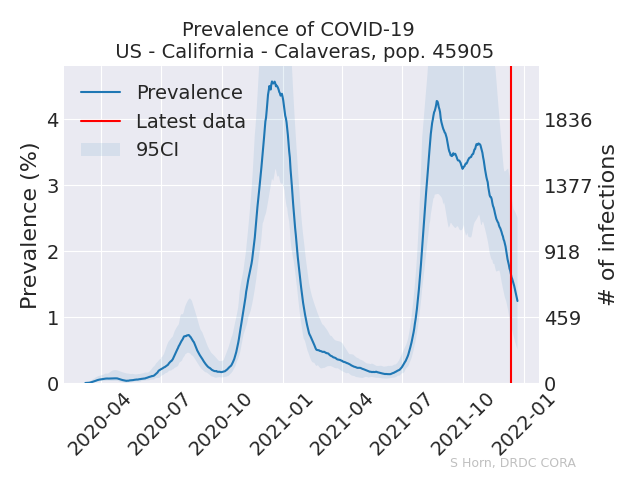 Prevalence of COVID-19
US - California - Calaveras, pop. 45905
Prevalence
Latest data
95CI
Prevalence (%)
4
3
2
1
0
1836
1377
918
459
0
# of infections
2020-04
2020-07
2020-10
2021-01
2021-04
2021-07
2021-10
2022-01
S Horn, DRDC CORA